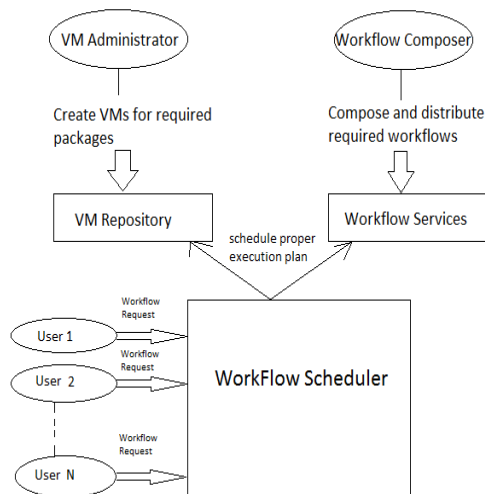 VM Administrator
Workflow Composer
Create VMs for required
packages
Compose and distribute
required workflows
VM Repository
Workflow Services
schedule proper
execution plan
Workflow
Request
User 1
Workflow
Request
User 2
WorkFlow Scheduler
Workflow
Request
User N